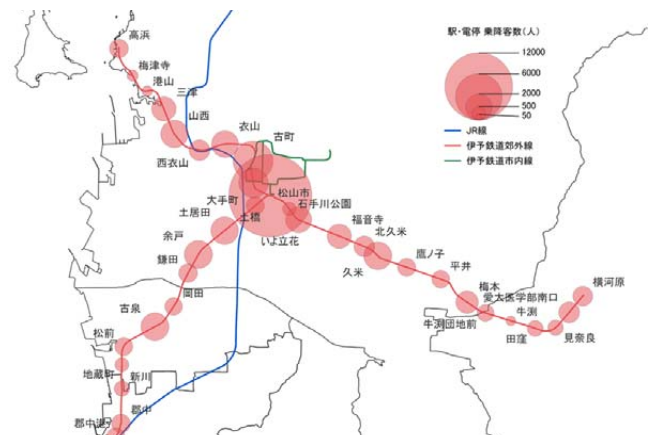 高浜
梅津寺
港山
三津
山西
西衣山
衣山
古町
大手町
松山市
石手川公園
土居田
土橋
いよ立花
福音寺
北久米
久米
鷹ノ子
平井
梅本
愛大医学部南口
横河原
牛渕団地前
牛渕
田窪
見奈良
余戸
鎌田
岡田
古泉
松前
地蔵町
新川
郡中
郡中港
駅・電停 乗降客数(人)
12000
6000
2000
500
50
JR線
伊予鉄道郊外線
伊予鉄道市内線